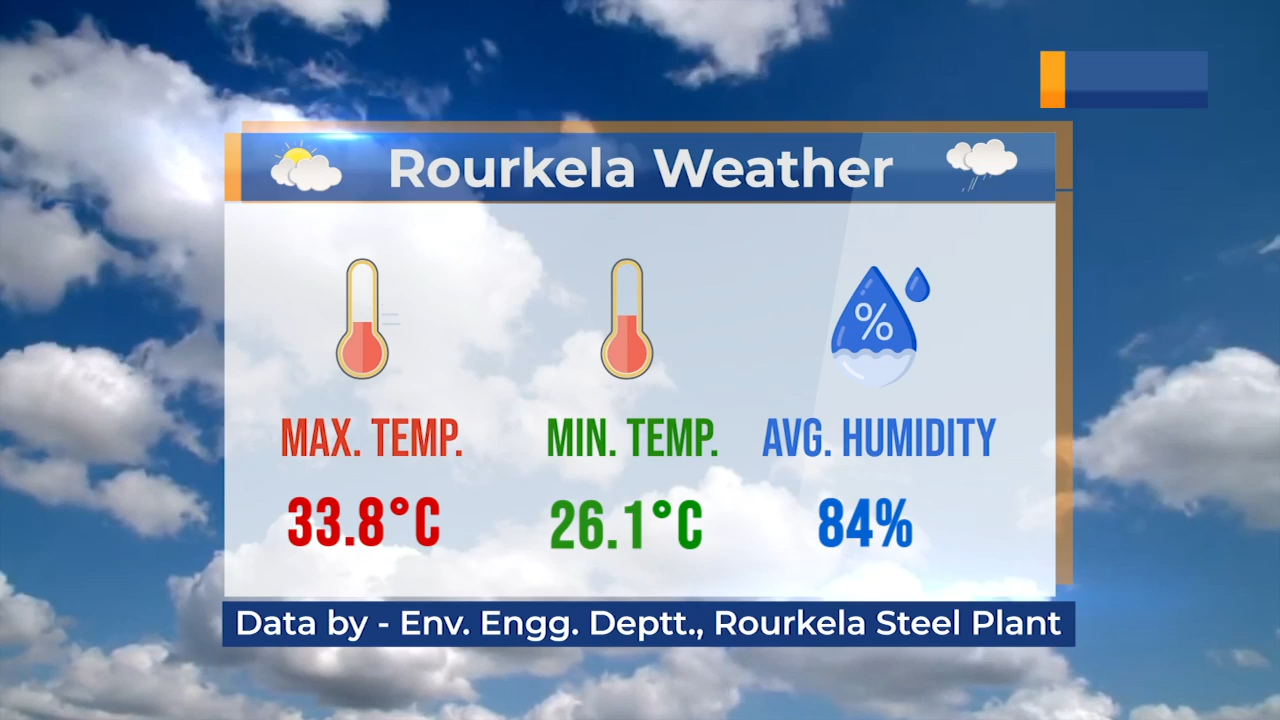 Rourkela Weather
%
MAX. TEMP. MIN. TEMP. AVG. HUMIDITY
33.8°C 26.1°C 84%
Data by - Env. Engg. Deptt., Rourkela Steel Plant